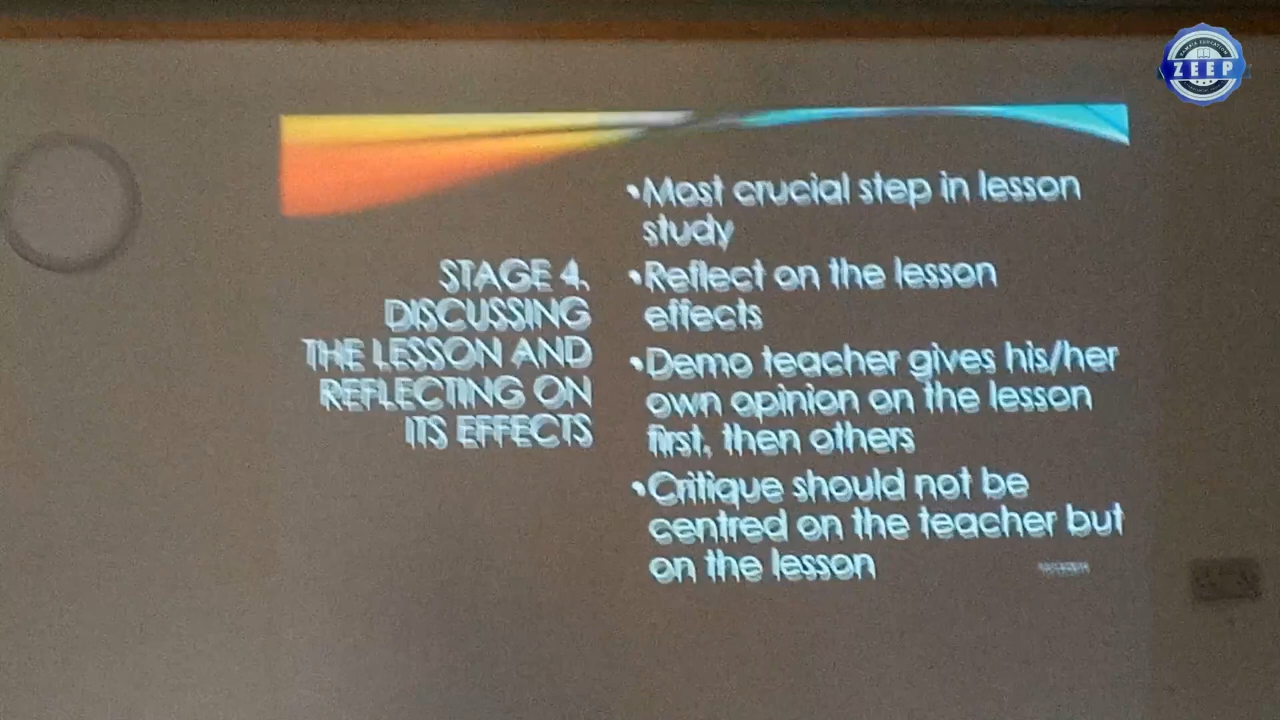 ZEEP
STAGE 4.
DISCUSSING
THE LESSON AND
REFLECTING ON
ITS EFFECTS
•Most crucial step in lesson
study
•Reflect on the lesson
effects
•Demo teacher gives his/her
own opinion on the lesson
first, then others
•Critique should not be
centred on the teacher but
on the lesson